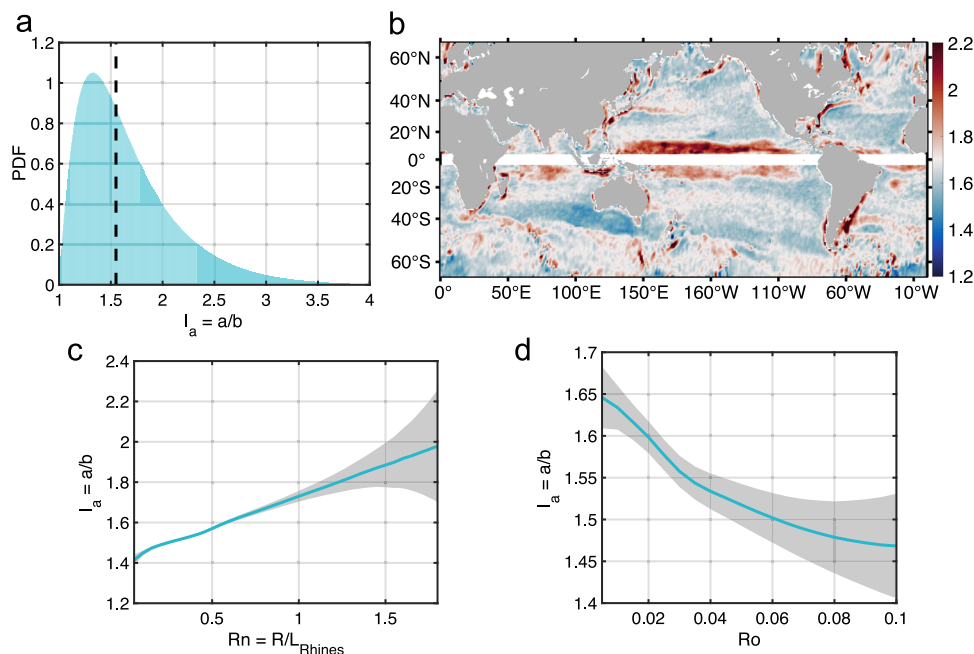 a
PDF
1.2
1
0.8
0.6
0.4
0.2
0
1 1.5 2 2.5 3 3.5 4
I_a = a/b
b
60°N
40°N
20°N
0°
20°S
40°S
60°S
0° 50°E 100°E 150°E 160°W 110°W 60°W 10°W
2.2
2
1.8
1.6
1.4
1.2
c
I_a = a/b
2.4
2.2
2
1.8
1.6
1.4
1.2
0.5 1 1.5
Rn = R/L_Rhines
d
I_a = a/b
1.7
1.65
1.6
1.55
1.5
1.45
1.4
0.02 0.04 0.06 0.08 0.1
Ro